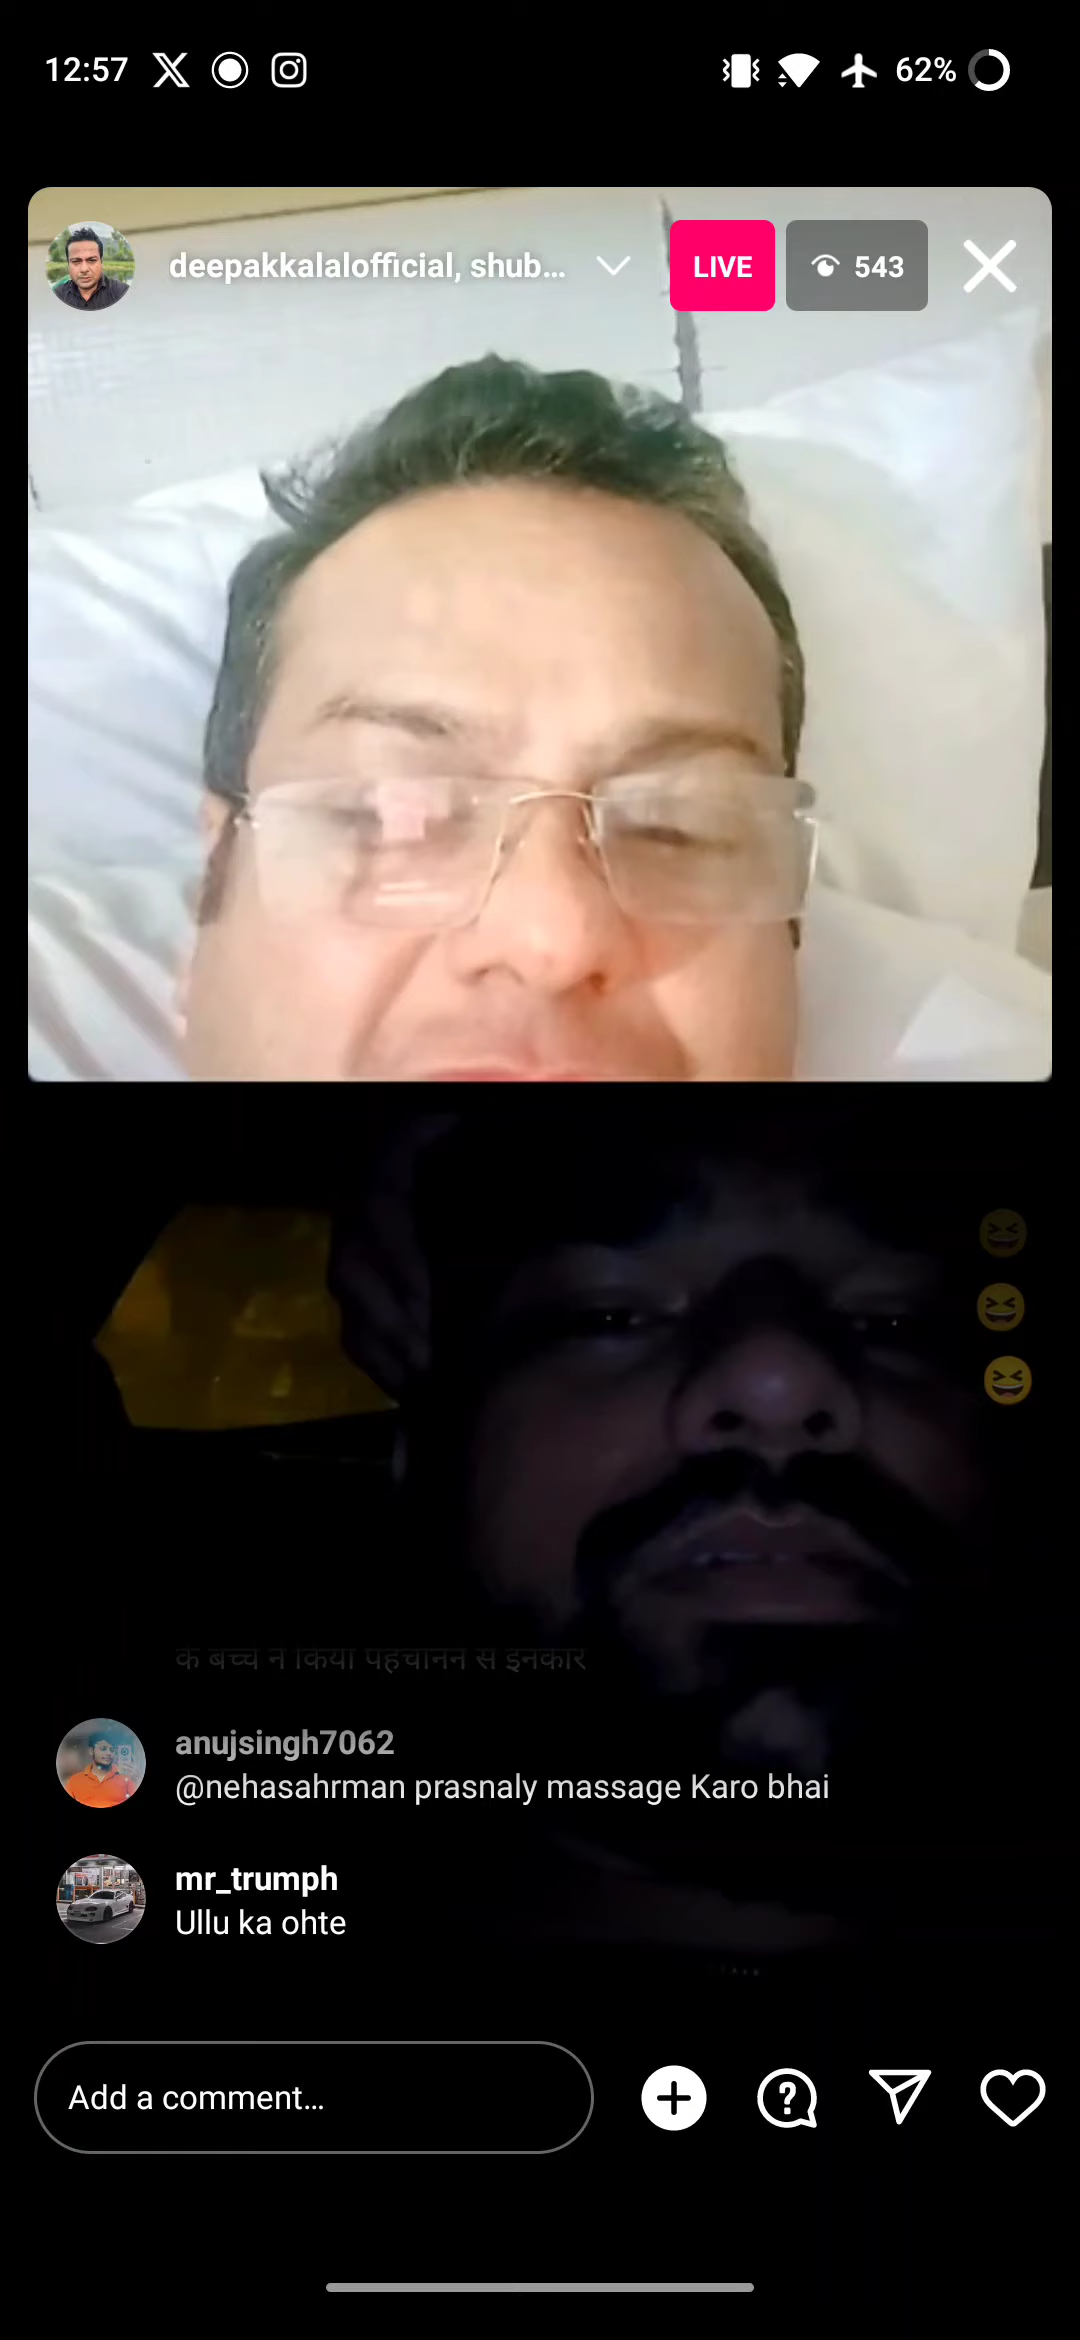 12:57
62%
deepakkalalofficial, shub...
LIVE
543
के बच्चे ने किया पहचानने से इनकार
anujsingh7062
@nehasahrman prasnaly massage Karo bhai
mr_trumph
Ullu ka ohte
Add a comment...